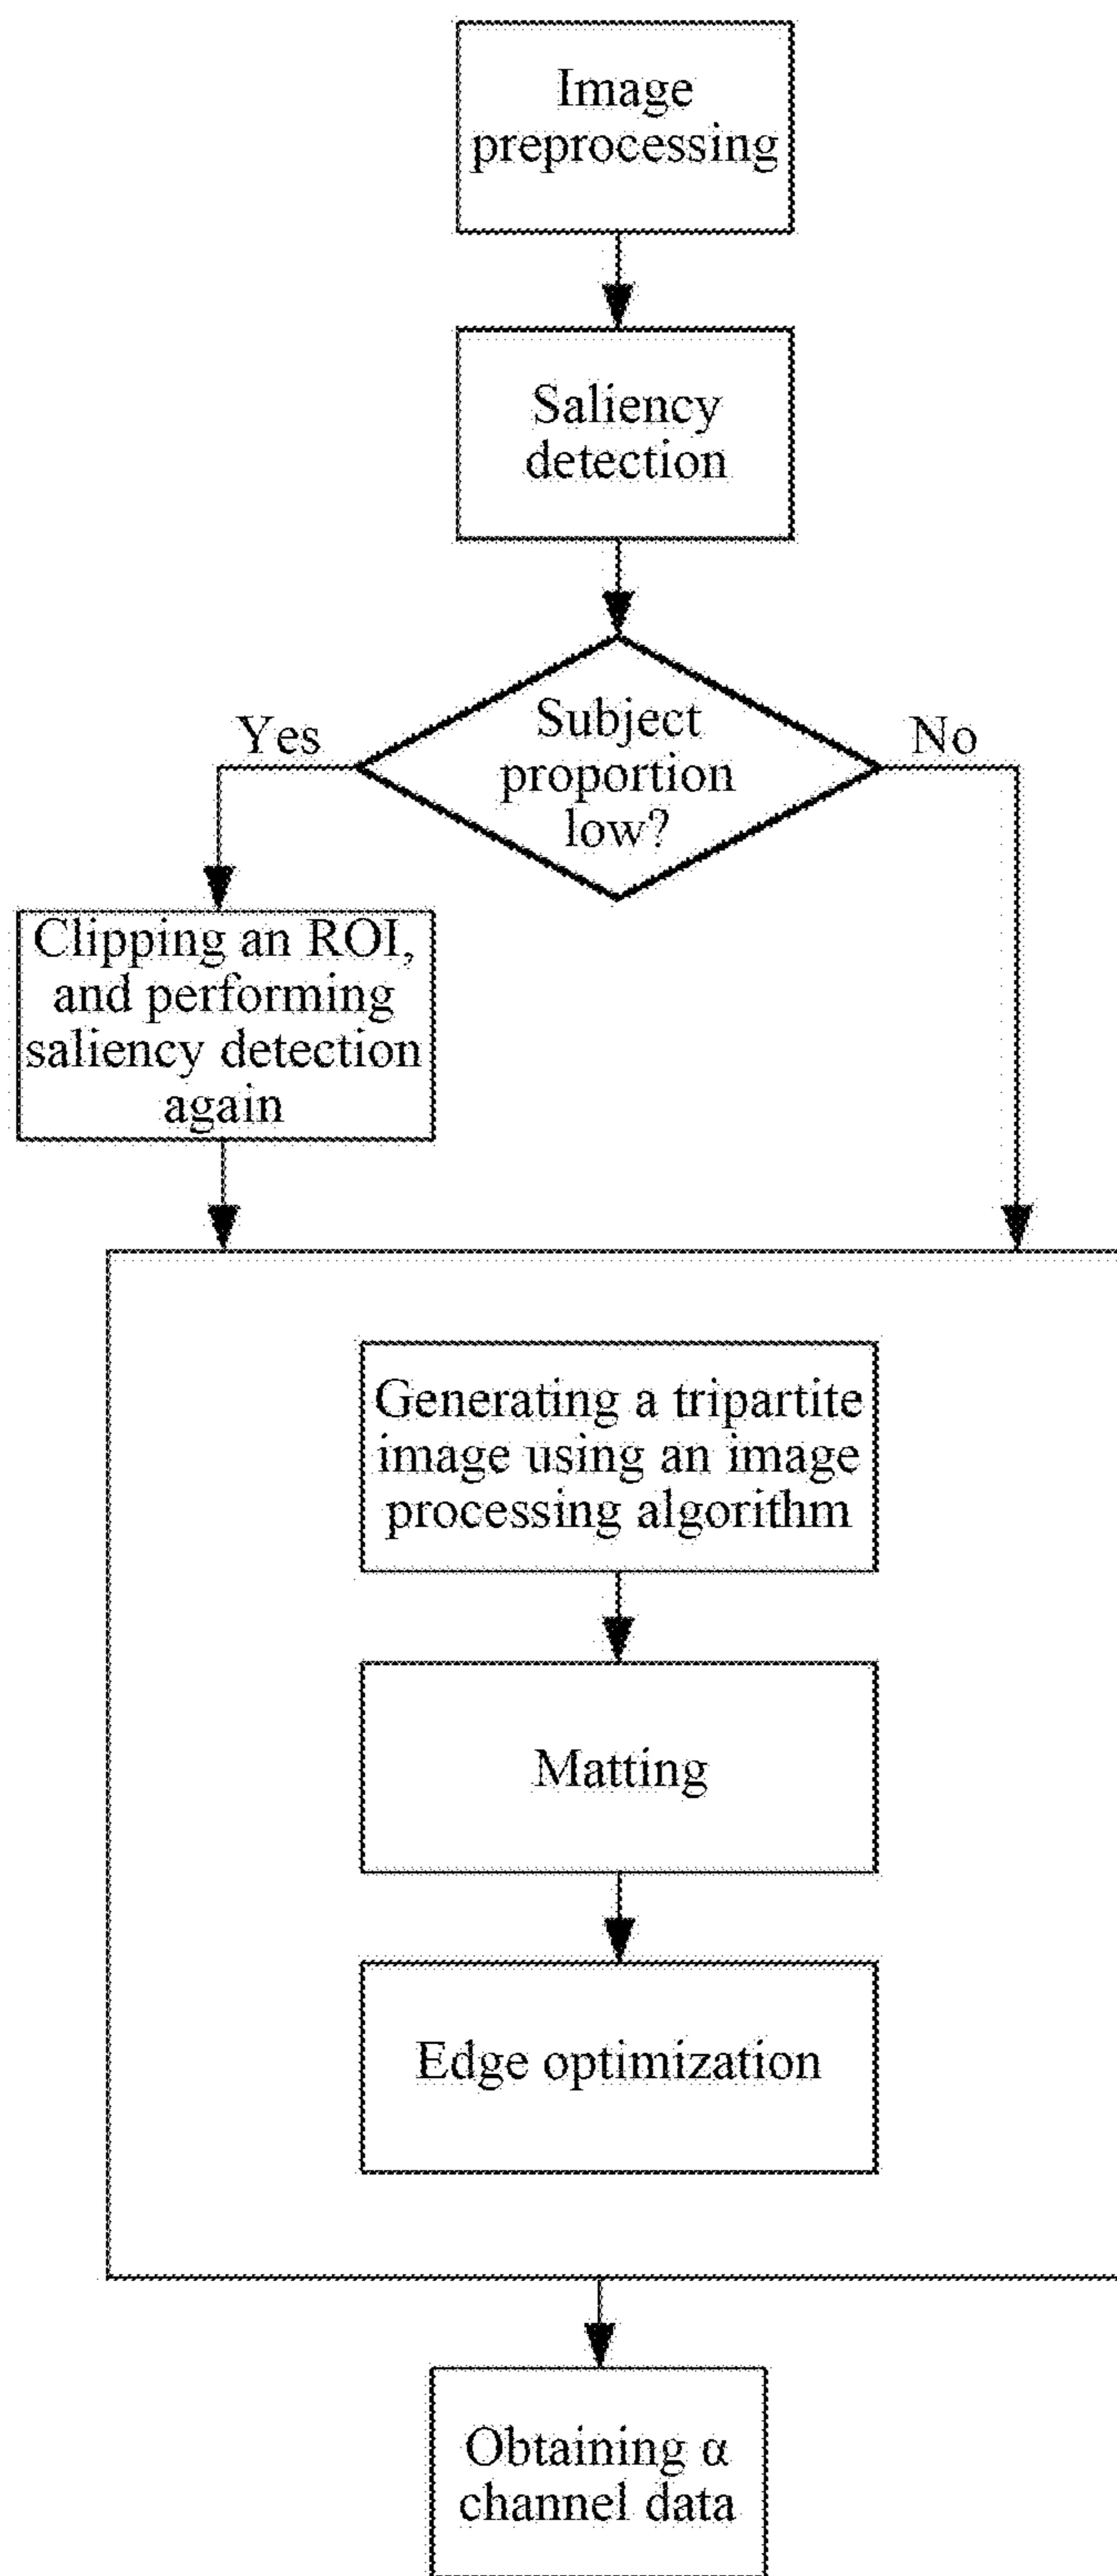 Image
preprocessing
Saliency
detection
Subject
proportion
low?
Yes
No
Clipping an ROI,
and performing
saliency detection
again
Generating a tripartite
image using an image
processing algorithm
Matting
Edge optimization
Obtaining α
channel data